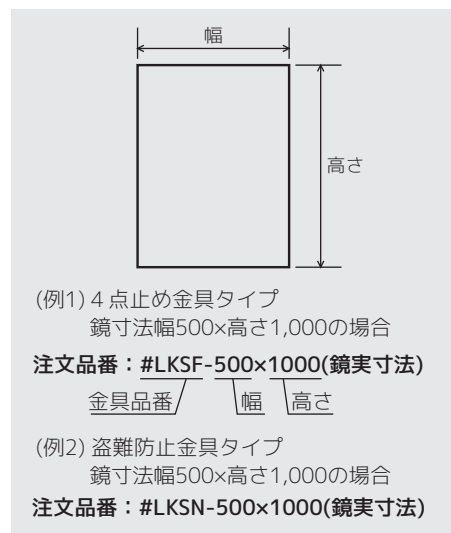 幅
高さ
(例1) 4点止め金具タイプ
鏡寸法幅500×高さ1,000の場合
注文品番：#LKSF-500×1000(鏡実寸法)
金具品番 幅 高さ
(例2) 盗難防止金具タイプ
鏡寸法幅500×高さ1,000の場合
注文品番：#LKSN-500×1000(鏡実寸法)